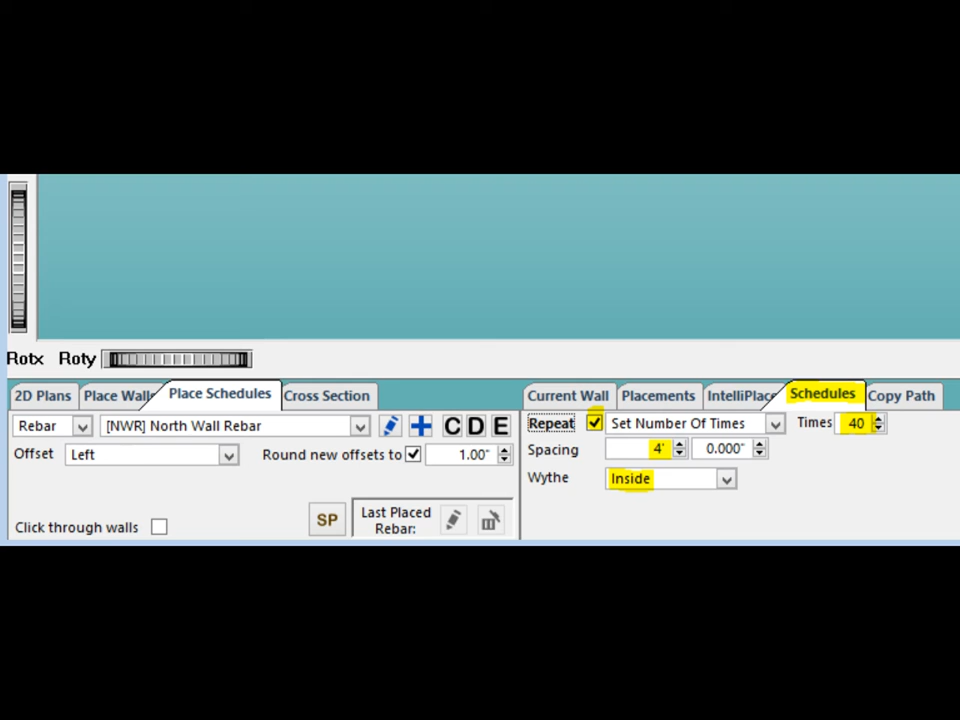 Rotx Roty
2D Plans Place Walls Place Schedules Cross Section
Rebar [NWR] North Wall Rebar C D E
Offset Left Round new offsets to 1.00"
Click through walls SP Last Placed
Rebar:
Current Wall Placements IntelliPlace Schedules Copy Path
Repeat Set Number Of Times Times 40
Spacing 4' 0.000"
Wythe Inside